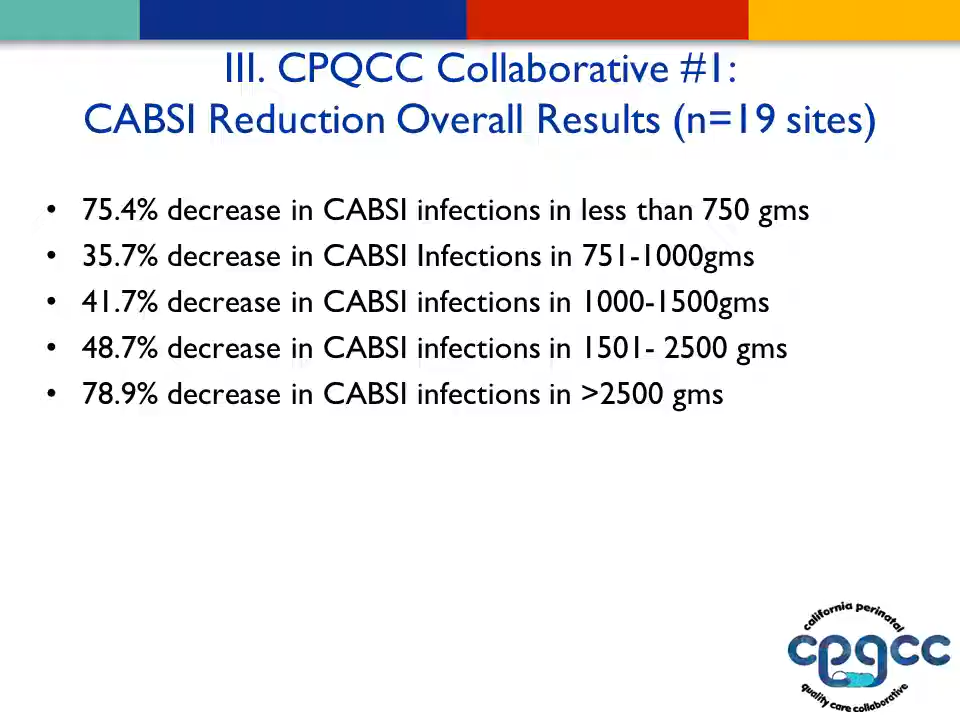 III. CPQCC Collaborative #1:
CABSI Reduction Overall Results (n=19 sites)
• 75.4% decrease in CABSI infections in less than 750 gms
• 35.7% decrease in CABSI Infections in 751-1000gms
• 41.7% decrease in CABSI infections in 1000-1500gms
• 48.7% decrease in CABSI infections in 1501- 2500 gms
• 78.9% decrease in CABSI infections in >2500 gms
california perinatal
cpqcc
quality care collaborative